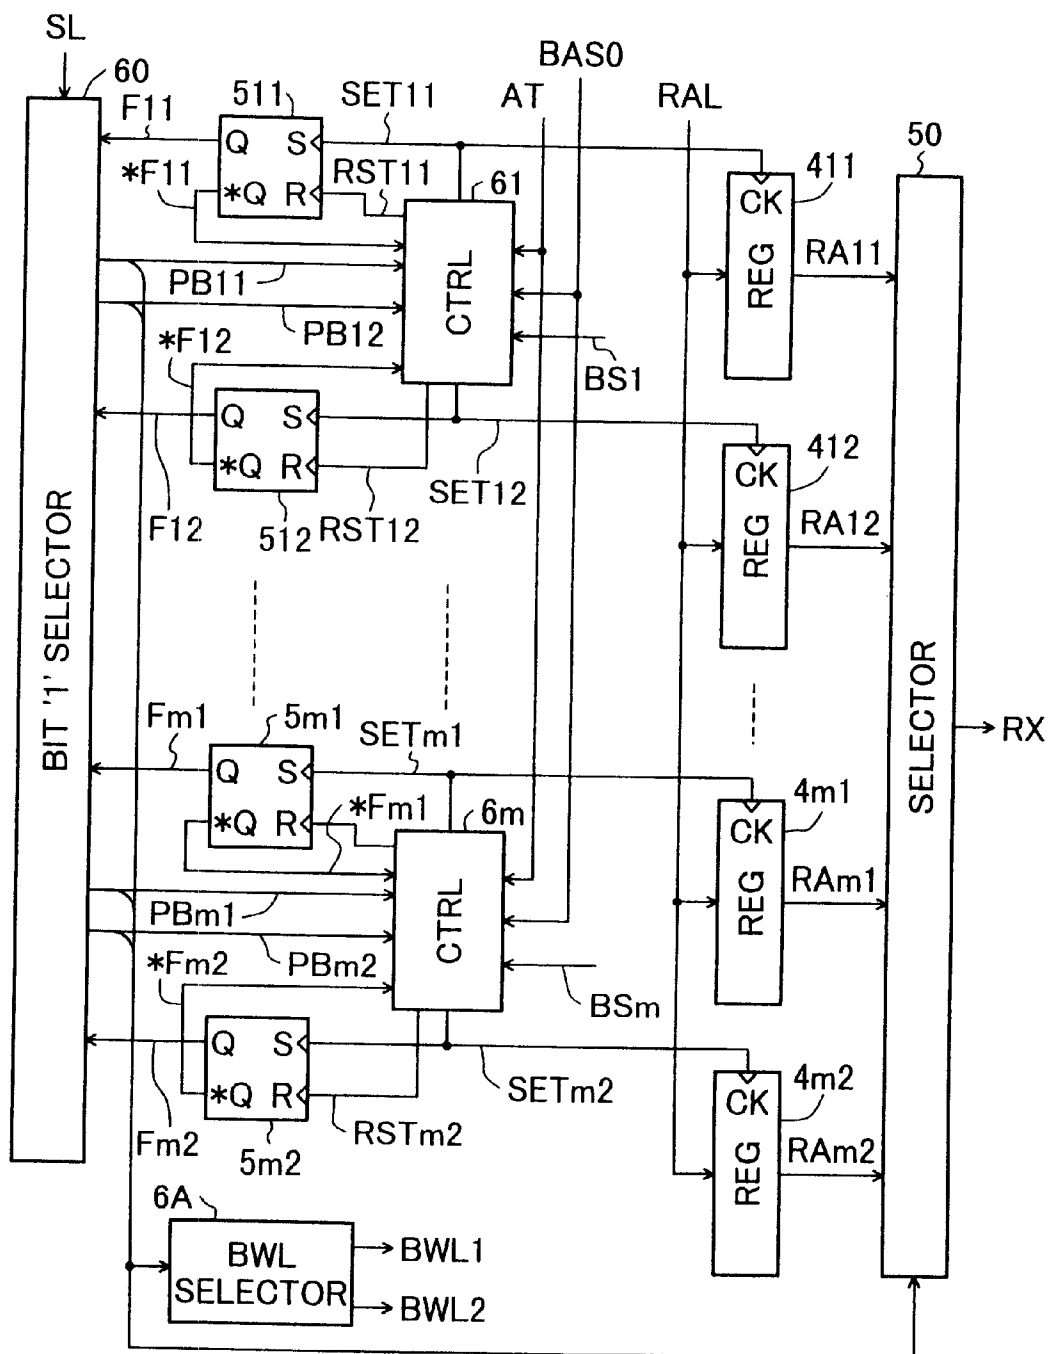 SL
60
F11
511
SET11
AT
BAS0
RAL
50
Q
S
*F11
*Q
R
RST11
61
CK
411
REG
RA11
PB11
CTRL
PB12
*F12
BS1
Q
S
*Q
R
F12
512
RST12
SET12
412
CK
REG
RA12
BIT '1' SELECTOR
SELECTOR
RX
Fm1
5m1
SETm1
Q
S
*Q
R
*Fm1
6m
4m1
CK
REG
RAm1
PBm1
CTRL
PBm2
*Fm2
BSm
Q
S
*Q
R
Fm2
5m2
RSTm2
SETm2
4m2
CK
REG
RAm2
6A
BWL
SELECTOR
BWL1
BWL2